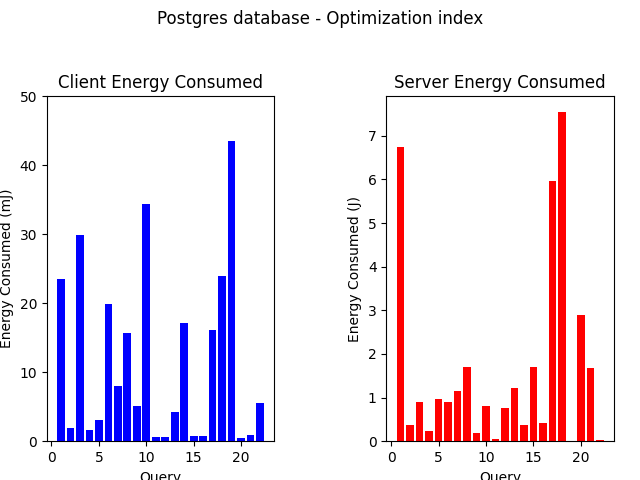 Postgres database - Optimization index
Client Energy Consumed
Server Energy Consumed
Energy Consumed (mJ)
50
40
30
20
10
0
0 5 10 15 20
Query
Energy Consumed (J)
7
6
5
4
3
2
1
0
0 5 10 15 20
Query